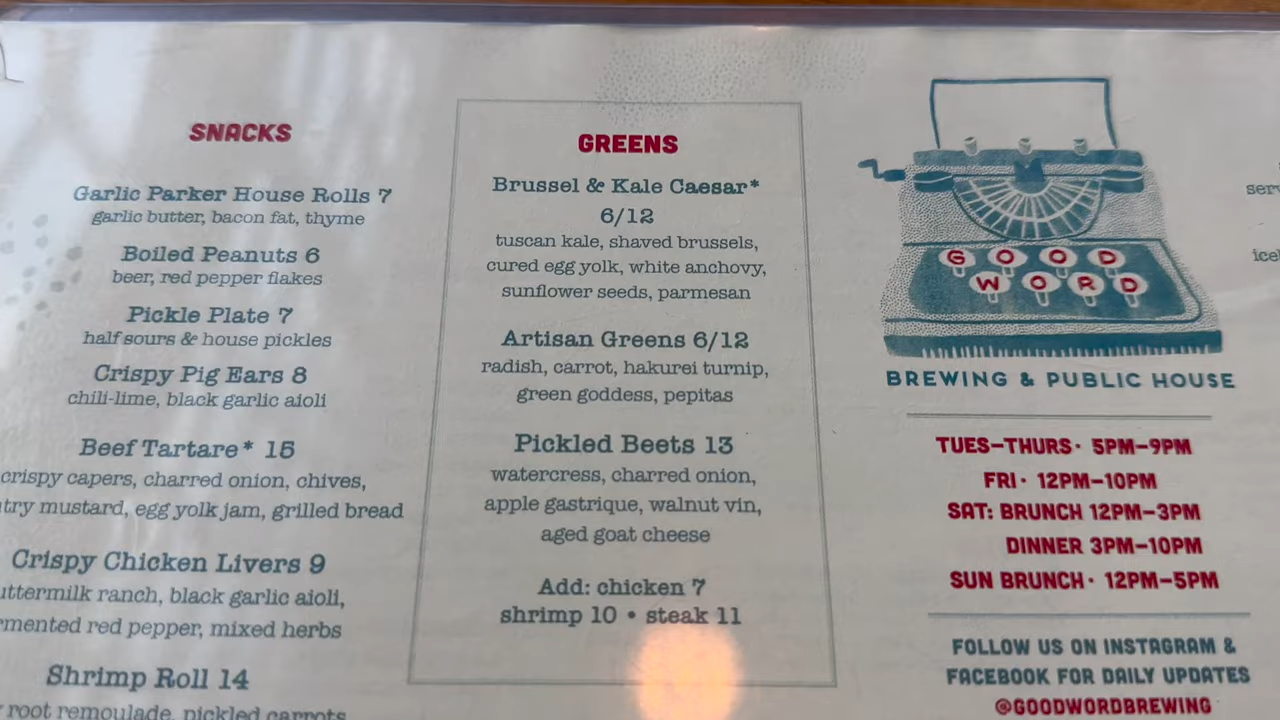 SNACKS
Garlic Parker House Rolls 7
garlic butter, bacon fat, thyme
Boiled Peanuts 6
beer, red pepper flakes
Pickle Plate 7
half sours & house pickles
Crispy Pig Ears 8
chili-lime, black garlic aioli
Beef Tartare* 15
crispy capers, charred onion, chives,
mustard, egg yolk jam, grilled bread
Crispy Chicken Livers 9
ranch, black garlic aioli,
red pepper, mixed herbs
Shrimp Roll 14
root remoulade, pickled carrots
GREENS
Brussel & Kale Caesar*
6/12
tuscan kale, shaved brussels,
cured egg yolk, white anchovy,
sunflower seeds, parmesan
Artisan Greens 6/12
radish, carrot, hakurei turnip,
green goddess, pepitas
Pickled Beets 13
watercress, charred onion,
apple gastrique, walnut vin,
aged goat cheese
Add: chicken 7
shrimp 10 • steak 11
GOOD
WORD
BREWING & PUBLIC HOUSE
TUES-THURS· 5PM-9PM
FRI· 12PM-10PM
SAT: BRUNCH 12PM-3PM
DINNER 3PM-10PM
SUN BRUNCH· 12PM-5PM
FOLLOW US ON INSTAGRAM &
FACEBOOK FOR DAILY UPDATES
@GOODWORDBREWING